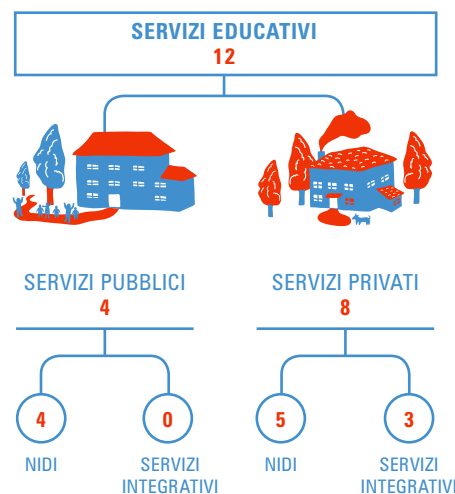 SERVIZI EDUCATIVI
12
SERVIZI PUBBLICI
4
SERVIZI PRIVATI
8
4
0
5
3
NIDI
SERVIZI
INTEGRATIVI
NIDI
SERVIZI
INTEGRATIVI